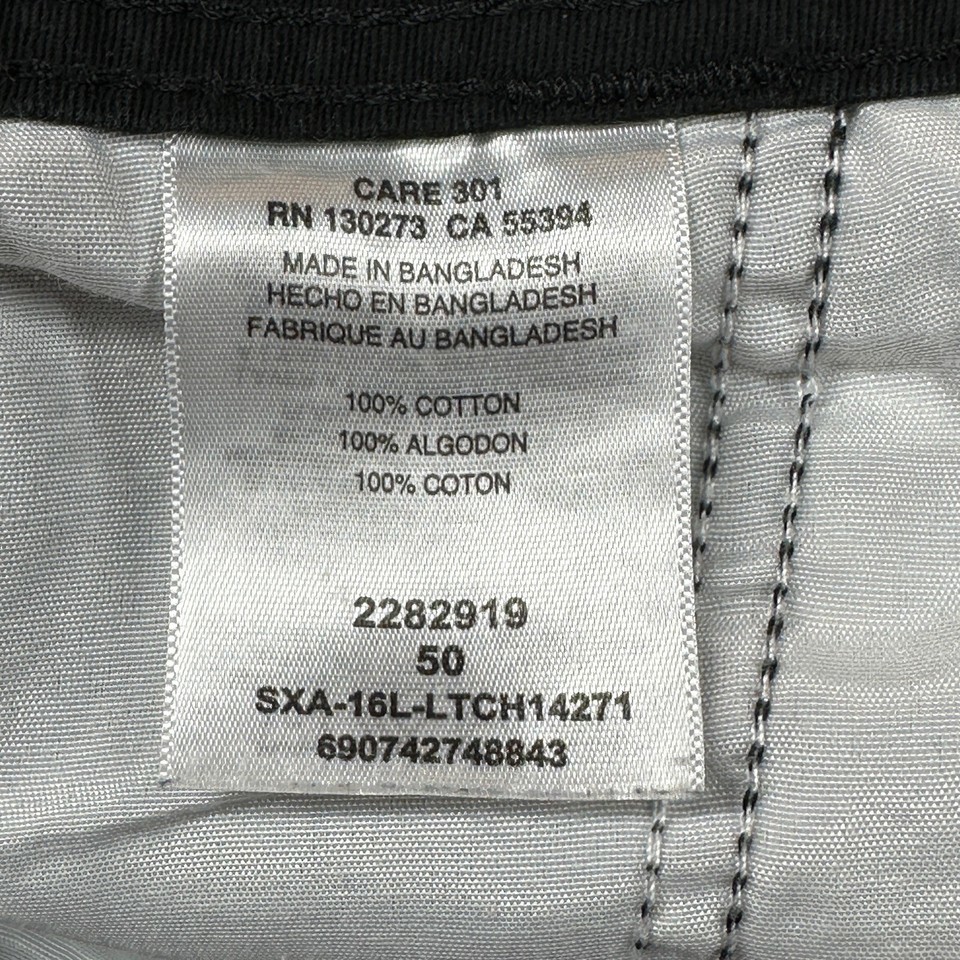 CARE 301
RN 130273 CA 55394
MADE IN BANGLADESH
HECHO EN BANGLADESH
FABRIQUE AU BANGLADESH
100% COTTON
100% ALGODON
100% COTON
2282919
50
SXA-16L-LTCH14271
690742748843